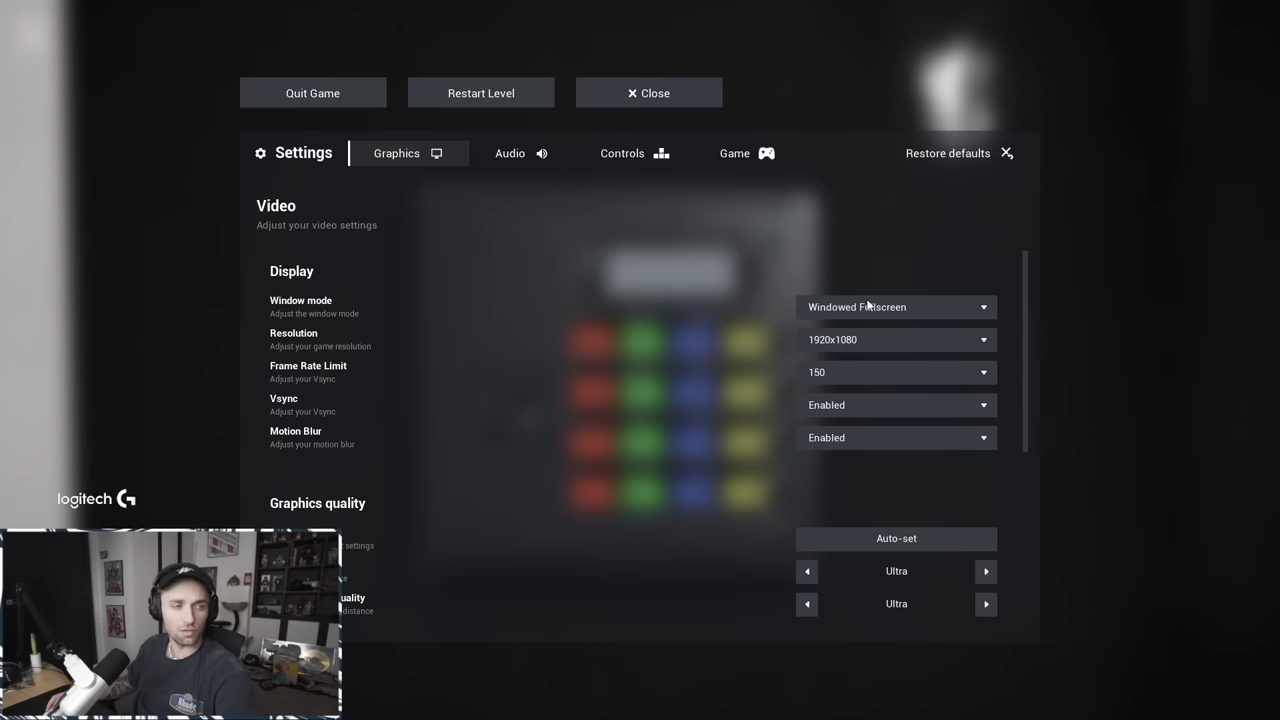 Quit Game
Restart Level
Close
Settings
Graphics
Audio
Controls
Game
Restore defaults
Video
Adjust your video settings
Display
Window mode
Adjust the window mode
Windowed Fullscreen
Resolution
Adjust your game resolution
1920x1080
Frame Rate Limit
Adjust your Vsync
150
Vsync
Adjust your Vsync
Enabled
Motion Blur
Adjust your motion blur
Enabled
logitech G
Graphics quality
Auto-set
settings
Ultra
uality
distance
Ultra